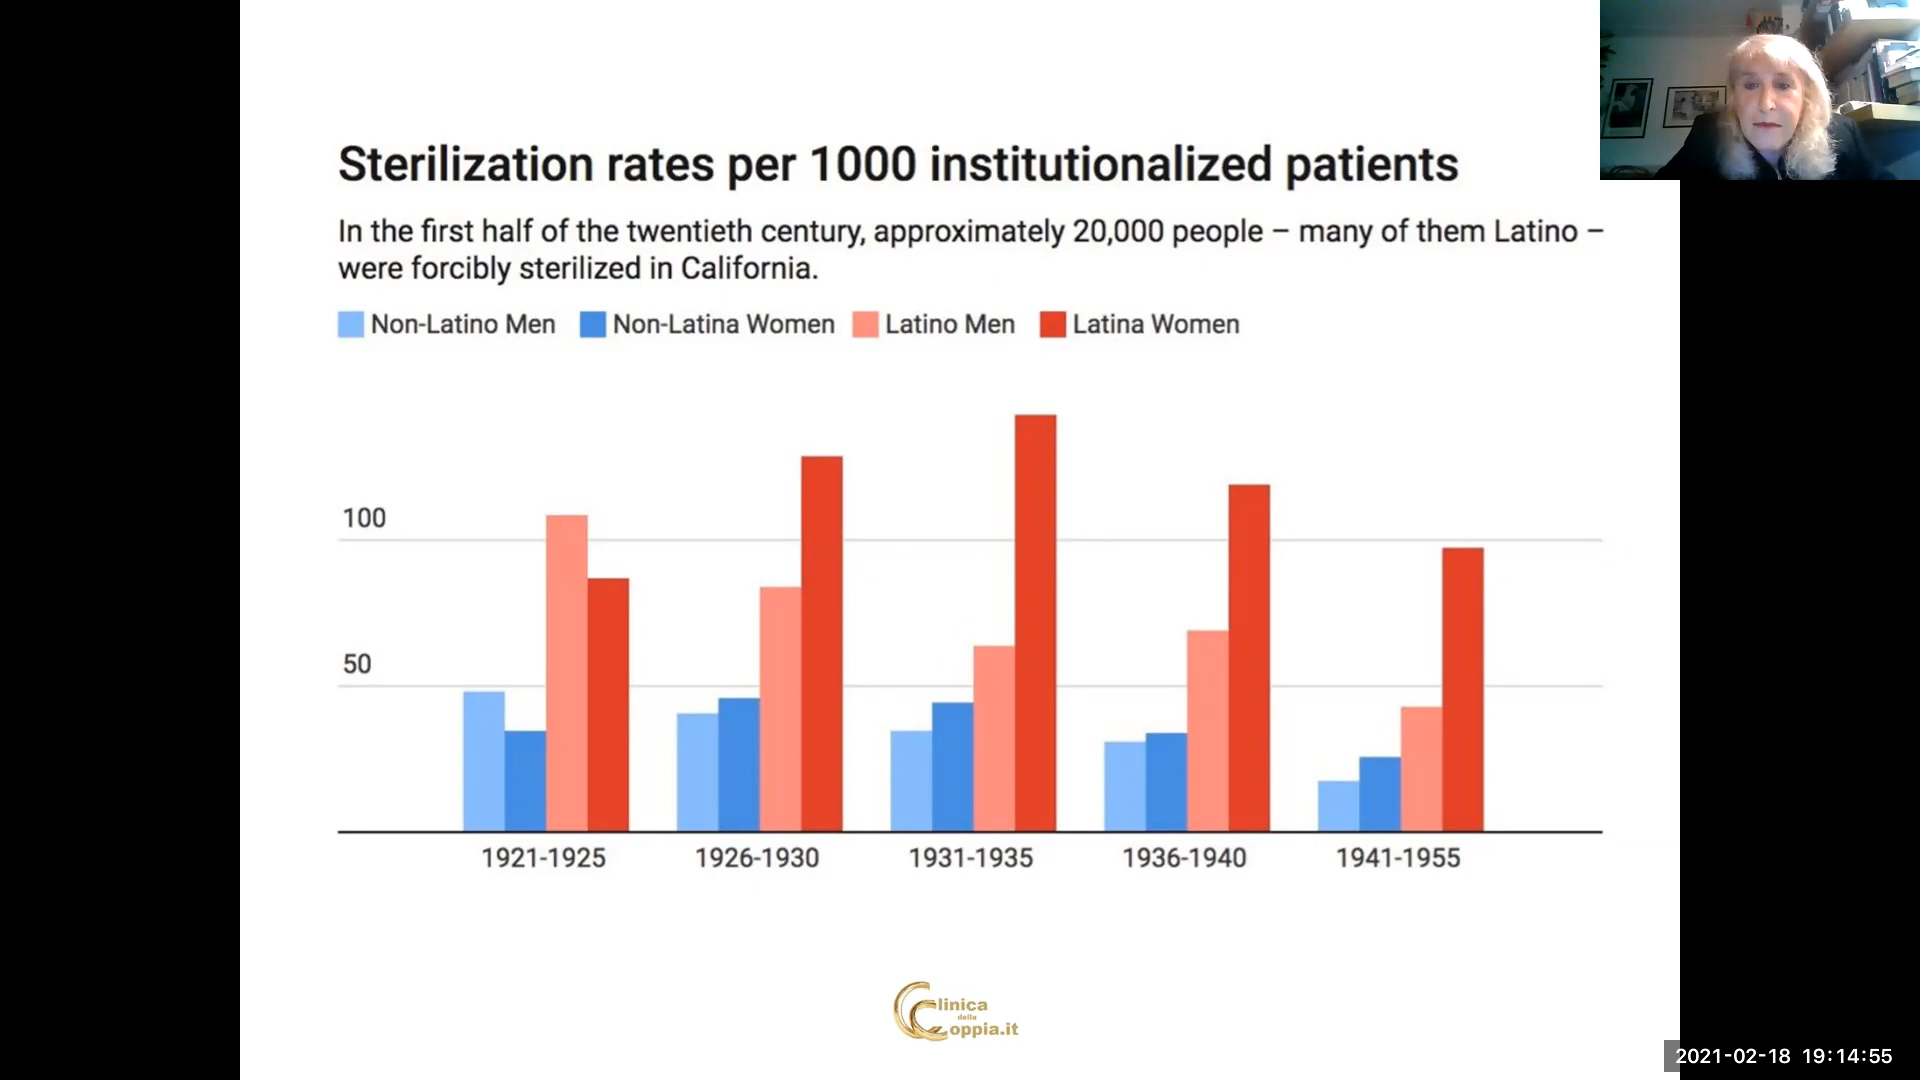 Sterilization rates per 1000 institutionalized patients
In the first half of the twentieth century, approximately 20,000 people – many of them Latino –
were forcibly sterilized in California.
Non-Latino Men Non-Latina Women Latino Men Latina Women
100
50
1921-1925 1926-1930 1931-1935 1936-1940 1941-1955
Clinica
della
Coppia.it
2021-02-18 19:14:55